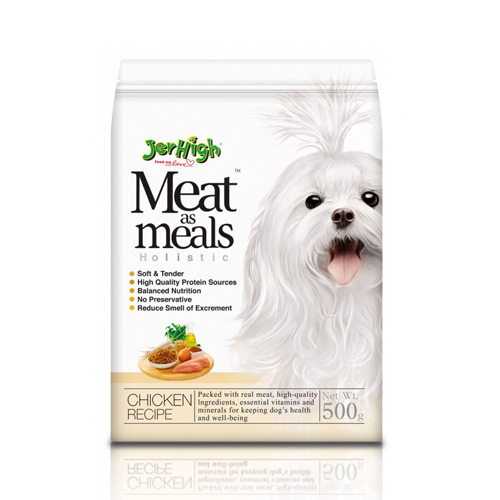 JerHigh
feed me
with love
Meat™
as
meals
Holistic
Soft & Tender
High Quality Protein Sources
Balanced Nutrition
No Preservative
Reduce Smell of Excrement
CHICKEN
RECIPE
Packed with real meat, high-quality
Ingredients, essential vitamins and
minerals for keeping dog's health
and well-being
Net Wt.
500g